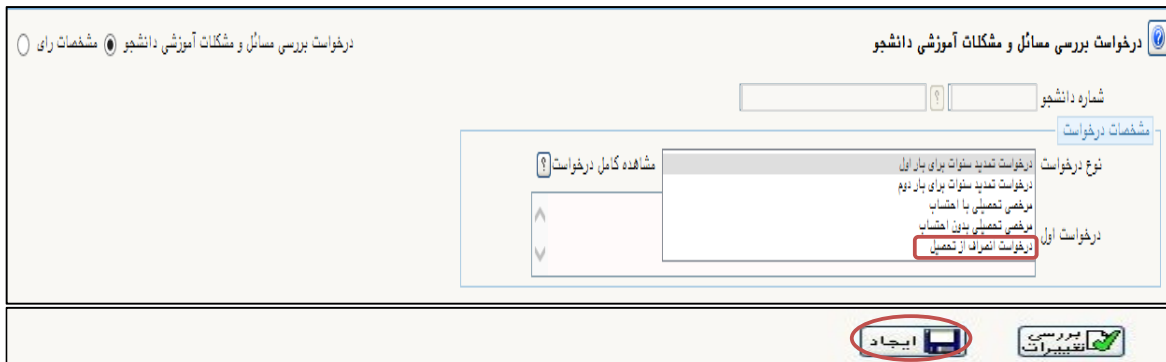 درخواست بررسی مسائل و مشکلات آموزشی دانشجو
درخواست بررسی مسائل و مشکلات آموزشی دانشجو مشخصات رای
شماره دانشجو ?
مشخصات درخواست
نوع درخواست درخواست تمدید سنوات برای بار اول مشاهده کامل درخواست ?
درخواست تمدید سنوات برای بار دوم
مرخصی تحصیلی با احتساب
مرخصی تحصیلی بدون احتساب
درخواست اول
درخواست انصراف از تحصیل
بررسی تغییرات
ایجاد